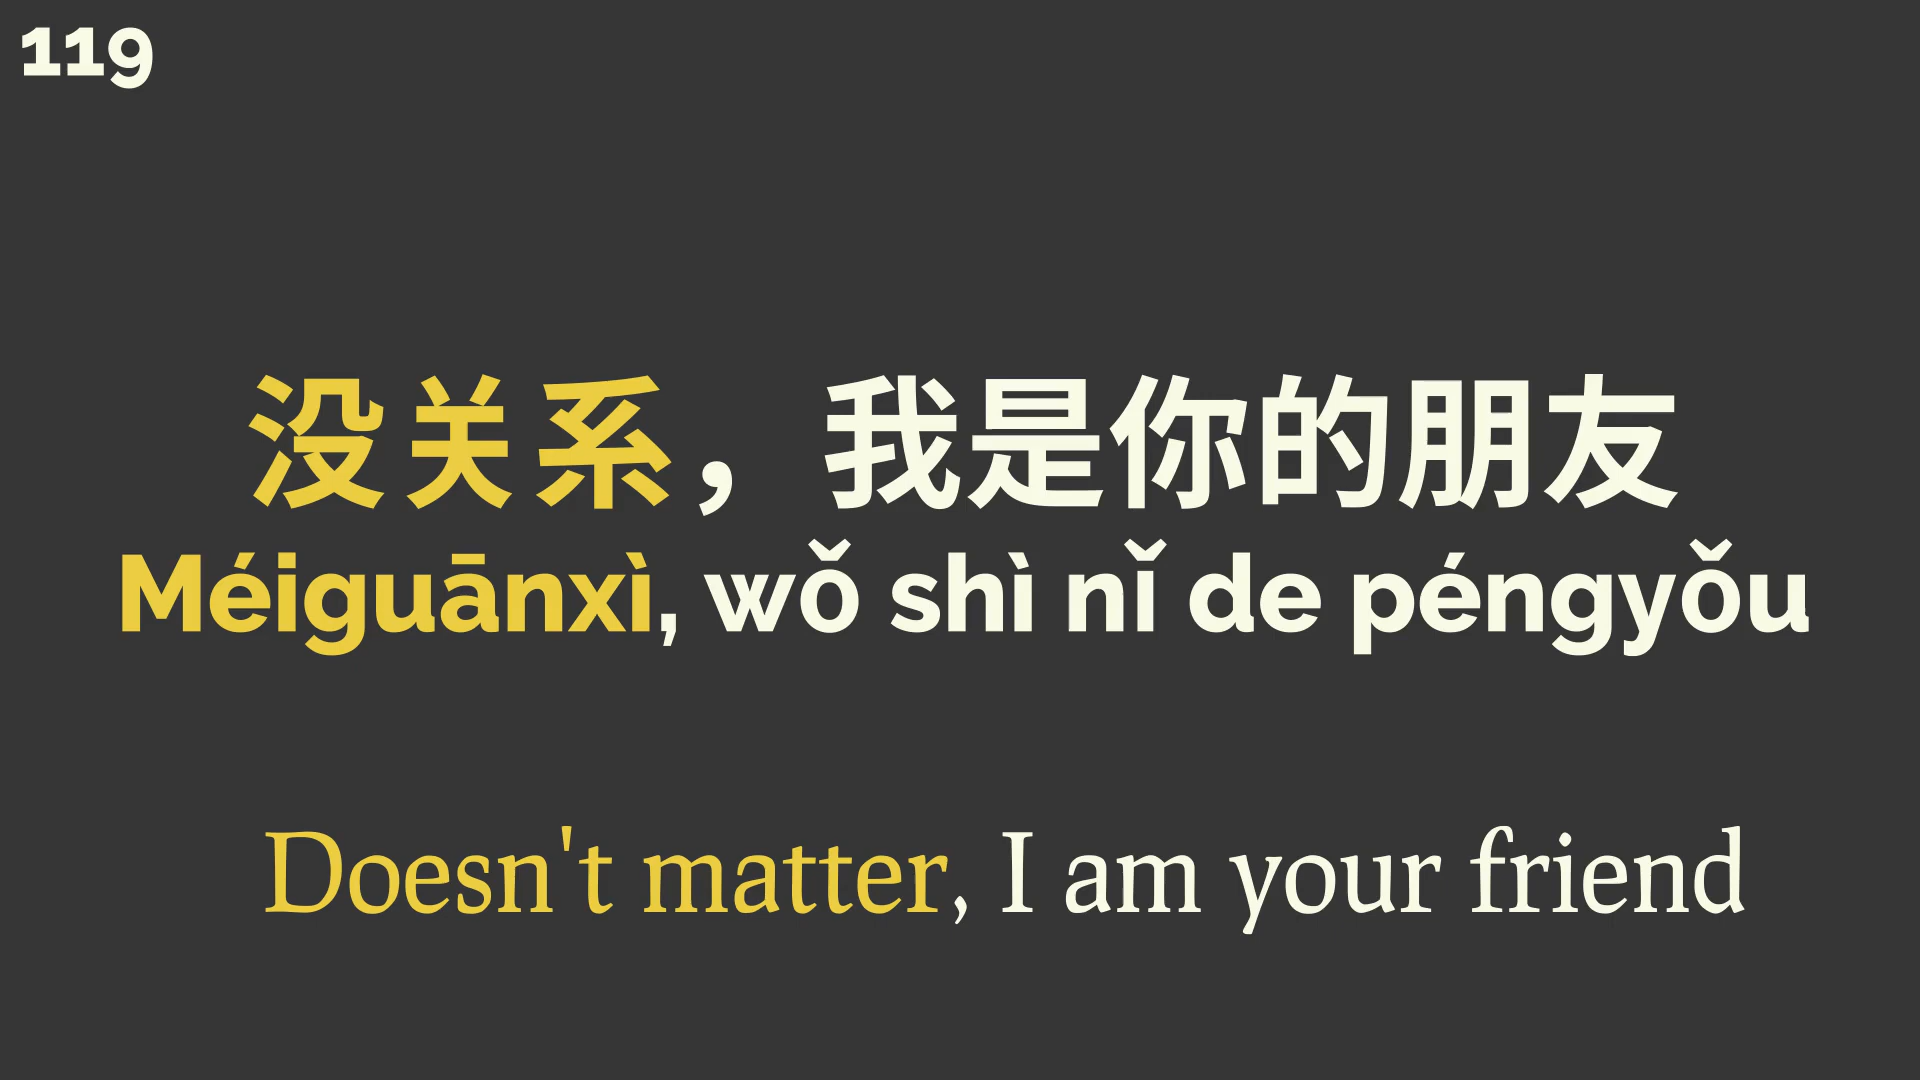 119
没关系，我是你的朋友
Méiguānxì, wǒ shì nǐ de péngyǒu
Doesn't matter, I am your friend